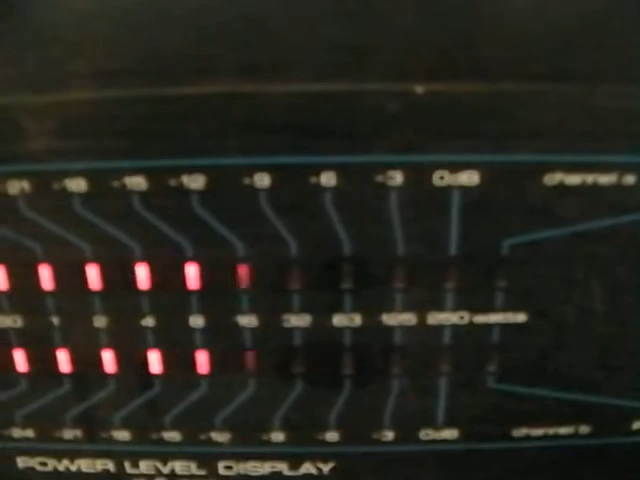 -21 -18 -15 -12 -9 -6 -3 0dB channel a
1 2 4 8 16 32 63 125 250 watts
-24 -21 -18 -15 -12 -9 -6 -3 0dB channel b
POWER LEVEL DISPLAY